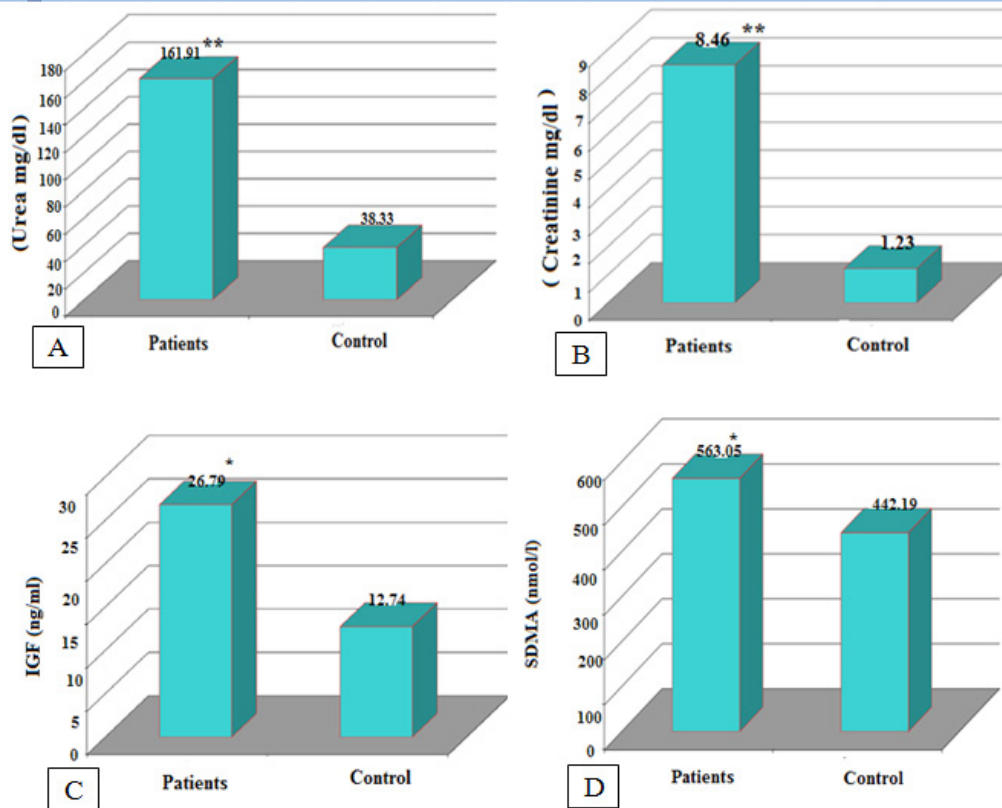 A
(Urea mg/dl)
180
160
140
120
100
80
60
40
20
0
161.91
**
38.33
Patients
Control
B
( Creatinine mg/dl )
9
8
7
6
5
4
3
2
1
0
8.46
**
1.23
Patients
Control
C
IGF (ng/ml)
30
25
20
15
10
5
0
26.79
*
12.74
Patients
Control
D
SDMA (nmol/l)
600
500
400
300
200
100
0
563.05
*
442.19
Patients
Control